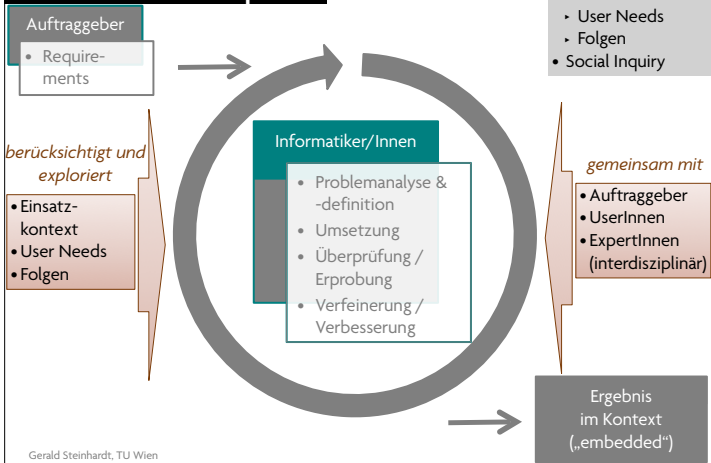 Auftraggeber
• Require-
ments
▸ User Needs
▸ Folgen
• Social Inquiry
berücksichtigt und
exploriert
• Einsatz-
kontext
• User Needs
• Folgen
Informatiker/Innen
• Problemanalyse &
-definition
• Umsetzung
• Überprüfung /
Erprobung
• Verfeinerung /
Verbesserung
gemeinsam mit
• Auftraggeber
• UserInnen
• ExpertInnen
(interdisziplinär)
Ergebnis
im Kontext
(„embedded“)
Gerald Steinhardt, TU Wien